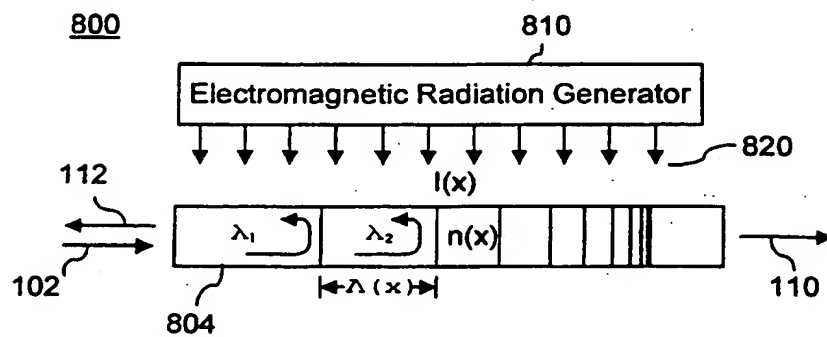 800
810
Electromagnetic Radiation Generator
820
I(x)
112
λ₁
λ₂
n(x)
102
110
804
Λ(x)